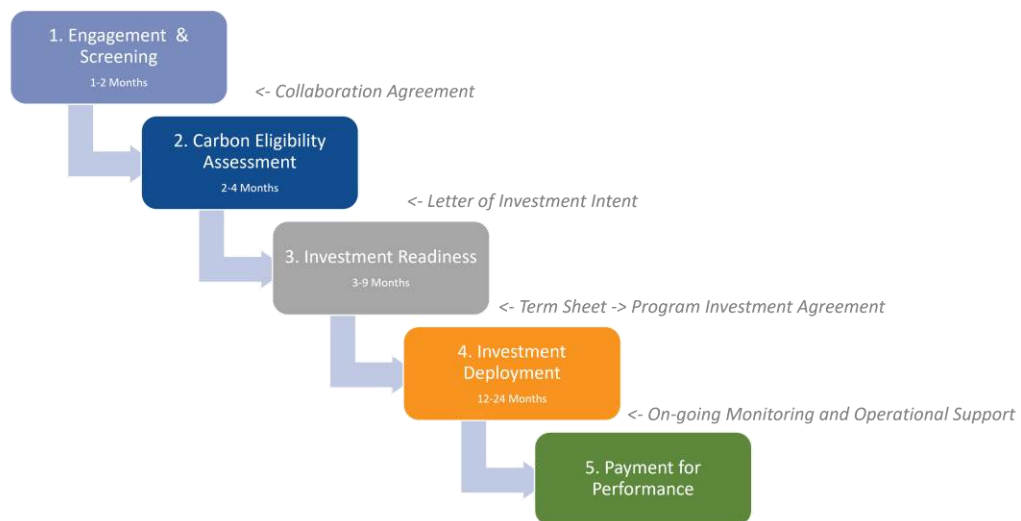 1. Engagement &
Screening
1-2 Months
<- Collaboration Agreement
2. Carbon Eligibility
Assessment
2-4 Months
<- Letter of Investment Intent
3. Investment Readiness
3-9 Months
<- Term Sheet -> Program Investment Agreement
4. Investment
Deployment
12-24 Months
<- On-going Monitoring and Operational Support
5. Payment for
Performance